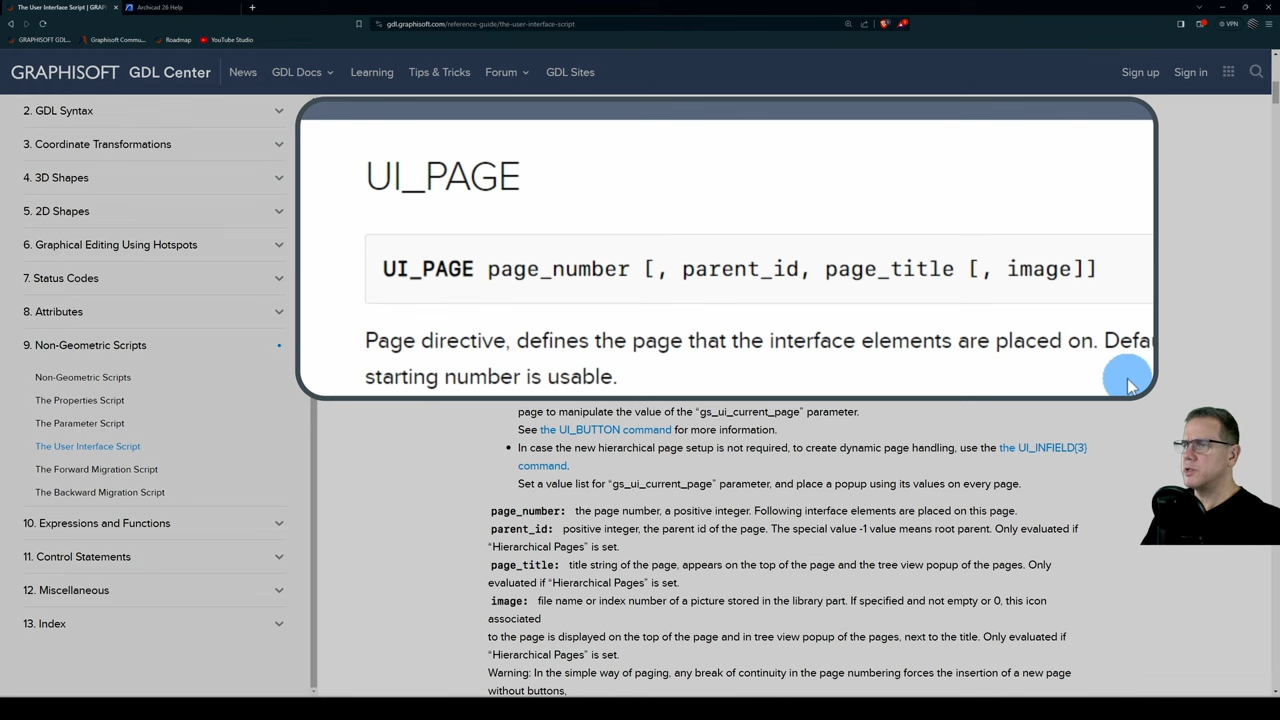 The User Interface Script | GRAPHI
Archicad 26 Help
gdl.graphisoft.com/reference-guide/the-user-interface-script
VPN
GRAPHISOFT GDL...
Graphisoft Commu...
Roadmap
YouTube Studio
GRAPHISOFT GDL Center
News
GDL Docs
Learning
Tips & Tricks
Forum
GDL Sites
Sign up
Sign in
2. GDL Syntax
3. Coordinate Transformations
4. 3D Shapes
5. 2D Shapes
6. Graphical Editing Using Hotspots
7. Status Codes
8. Attributes
9. Non-Geometric Scripts
Non-Geometric Scripts
The Properties Script
The Parameter Script
The User Interface Script
The Forward Migration Script
The Backward Migration Script
10. Expressions and Functions
11. Control Statements
12. Miscellaneous
13. Index
UI_PAGE
UI_PAGE page_number [, parent_id, page_title [, image]]
Page directive, defines the page that the interface elements are placed on. Defau
starting number is usable.
page to manipulate the value of the “gs_ui_current_page” parameter.
See the UI_BUTTON command for more information.
• In case the new hierarchical page setup is not required, to create dynamic page handling, use the the UI_INFIELD{3}
command.
Set a value list for “gs_ui_current_page” parameter, and place a popup using its values on every page.
page_number: the page number, a positive integer. Following interface elements are placed on this page.
parent_id: positive integer, the parent id of the page. The special value -1 value means root parent. Only evaluated if
“Hierarchical Pages” is set.
page_title: title string of the page, appears on the top of the page and the tree view popup of the pages. Only
evaluated if “Hierarchical Pages” is set.
image: file name or index number of a picture stored in the library part. If specified and not empty or 0, this icon
associated
to the page is displayed on the top of the page and in tree view popup of the pages, next to the title. Only evaluated if
“Hierarchical Pages” is set.
Warning: In the simple way of paging, any break of continuity in the page numbering forces the insertion of a new page
without buttons,